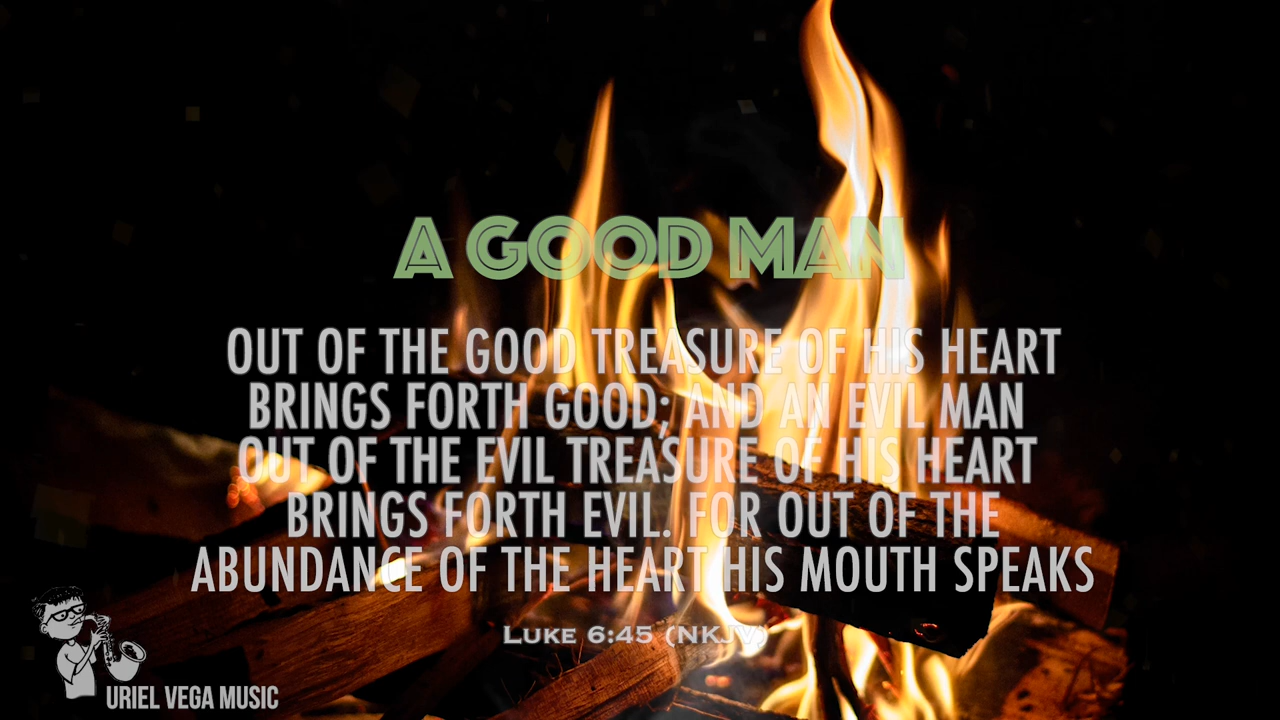 A GOOD MAN
OUT OF THE GOOD TREASURE OF HIS HEART
BRINGS FORTH GOOD; AND AN EVIL MAN
OUT OF THE EVIL TREASURE OF HIS HEART
BRINGS FORTH EVIL. FOR OUT OF THE
ABUNDANCE OF THE HEART HIS MOUTH SPEAKS
Luke 6:45 (NKJV)
URIEL VEGA MUSIC